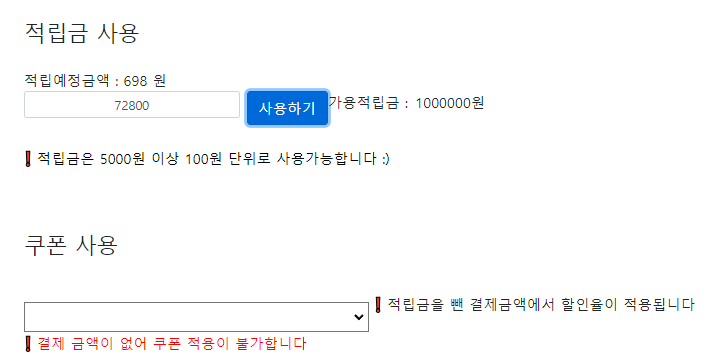 적립금 사용
적립예정금액 : 698 원
72800 사용하기 가용적립금 : 1000000원
❗ 적립금은 5000원 이상 100원 단위로 사용가능합니다 :)
쿠폰 사용
❗ 적립금을 뺀 결제금액에서 할인율이 적용됩니다
❗ 결제 금액이 없어 쿠폰 적용이 불가합니다